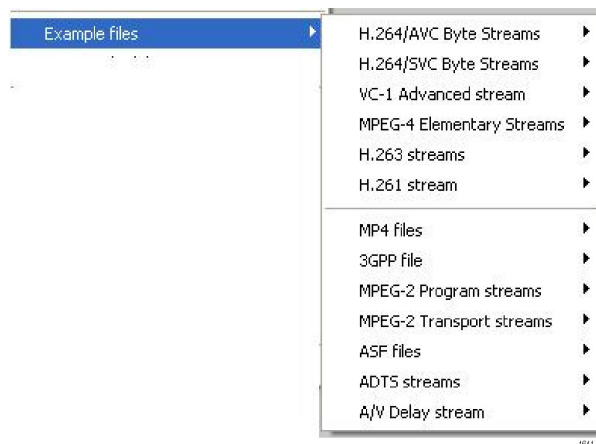 Example files
H.264/AVC Byte Streams
H.264/SVC Byte Streams
VC-1 Advanced stream
MPEG-4 Elementary Streams
H.263 streams
H.261 stream
MP4 files
3GPP file
MPEG-2 Program streams
MPEG-2 Transport streams
ASF files
ADTS streams
A/V Delay stream